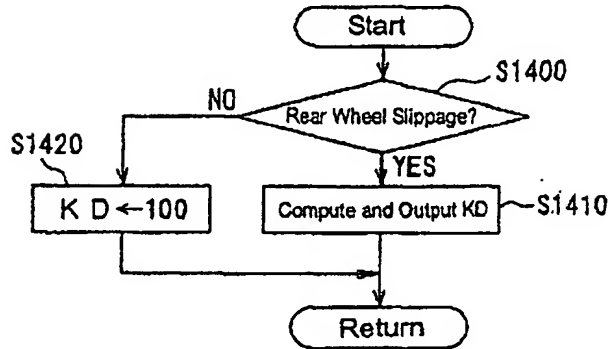 Start
S1400
NO
Rear Wheel Slippage?
S1420
YES
K D ← 100
Compute and Output KD
S1410
Return